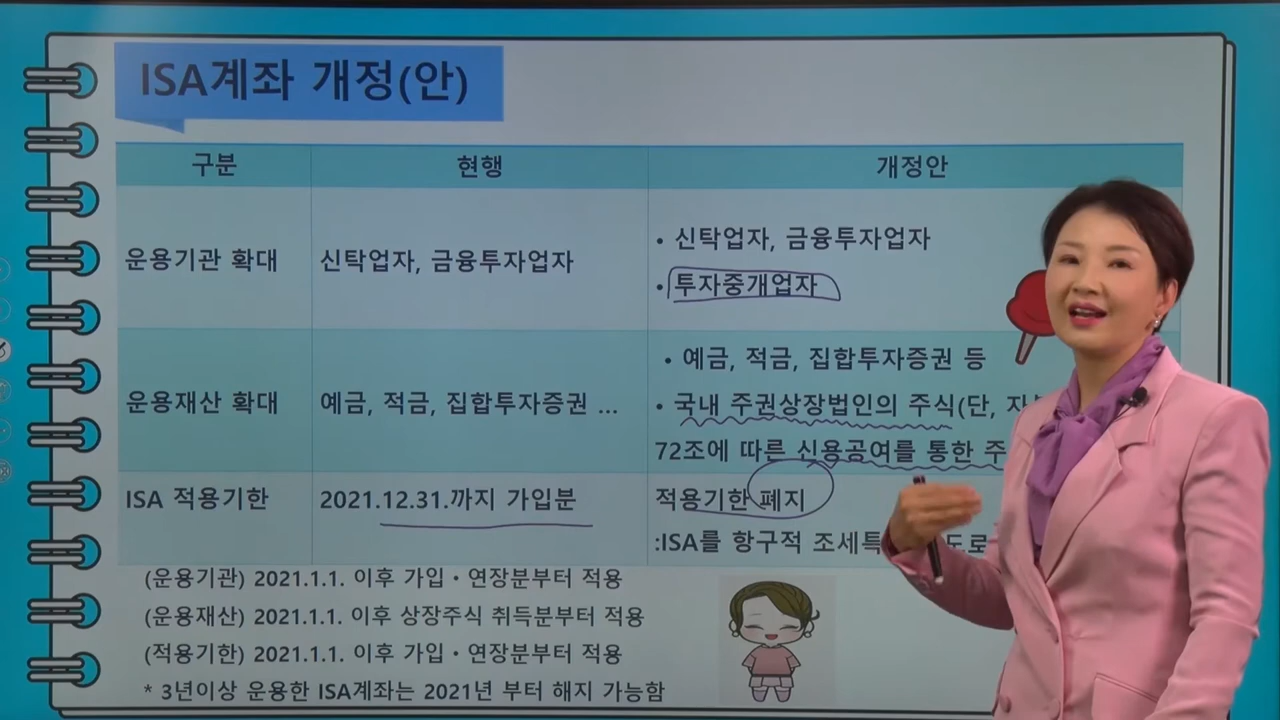 ISA계좌 개정(안)
구분 현행 개정안
운용기관 확대 신탁업자, 금융투자업자 • 신탁업자, 금융투자업자
• 투자중개업자
운용재산 확대 예금, 적금, 집합투자증권 ... • 예금, 적금, 집합투자증권 등
• 국내 주권상장법인의 주식(단,
72조에 따른 신용공여를 통한 주
ISA 적용기한 2021.12.31.까지 가입분 적용기한 폐지
:ISA를 항구적 조세특 도로
(운용기관) 2021.1.1. 이후 가입・연장분부터 적용
(운용재산) 2021.1.1. 이후 상장주식 취득분부터 적용
(적용기한) 2021.1.1. 이후 가입・연장분부터 적용
* 3년이상 운용한 ISA계좌는 2021년 부터 해지 가능함